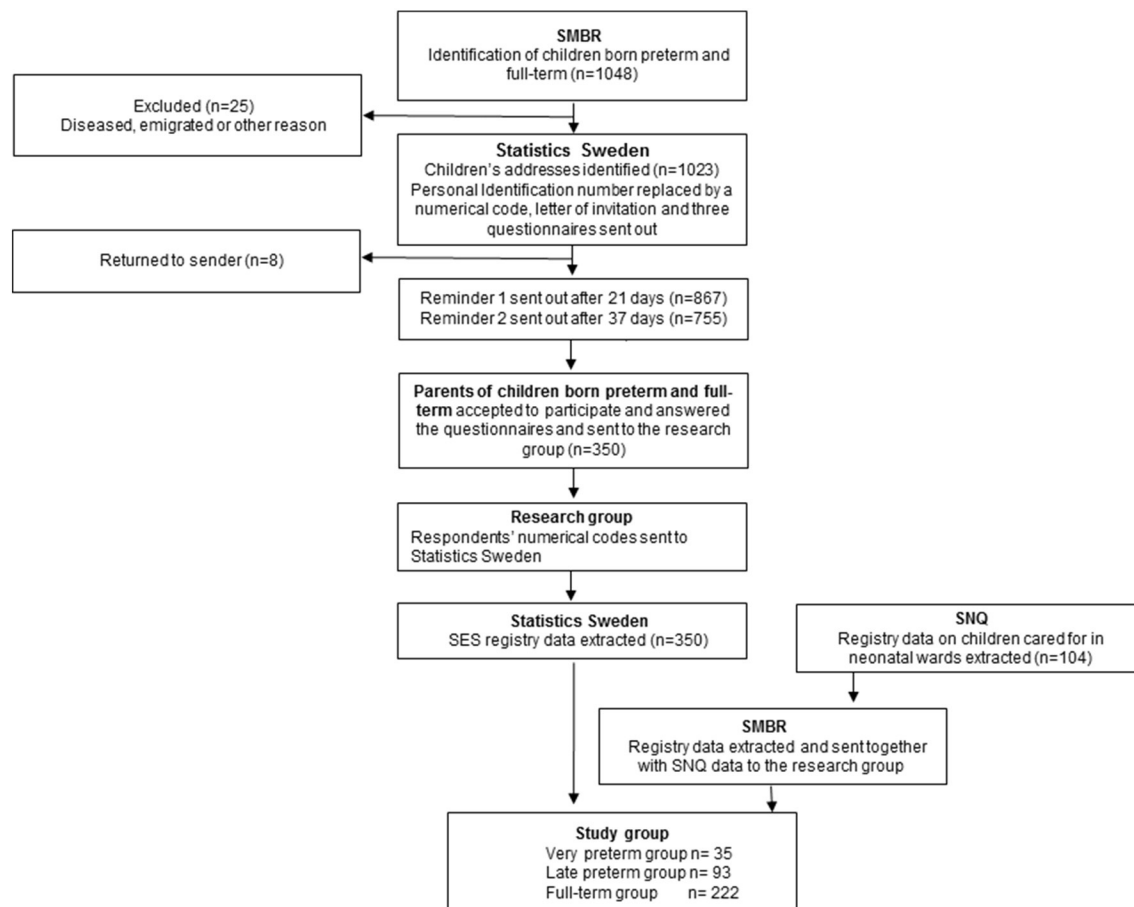 SMBR
Identification of children born preterm and
full-term (n=1048)
Excluded (n=25)
Diseased, emigrated or other reason
Statistics Sweden
Children's addresses identified (n=1023)
Personal Identification number replaced by a
numerical code, letter of invitation and three
questionnaires sent out
Returned to sender (n=8)
Reminder 1 sent out after 21 days (n=867)
Reminder 2 sent out after 37 days (n=755)
Parents of children born preterm and full-
term accepted to participate and answered
the questionnaires and sent to the research
group (n=350)
Research group
Respondents' numerical codes sent to
Statistics Sweden
Statistics Sweden
SES registry data extracted (n=350)
SNQ
Registry data on children cared for in
neonatal wards extracted (n=104)
SMBR
Registry data extracted and sent together
with SNQ data to the research group
Study group
Very preterm group n= 35
Late preterm group n= 93
Full-term group n= 222